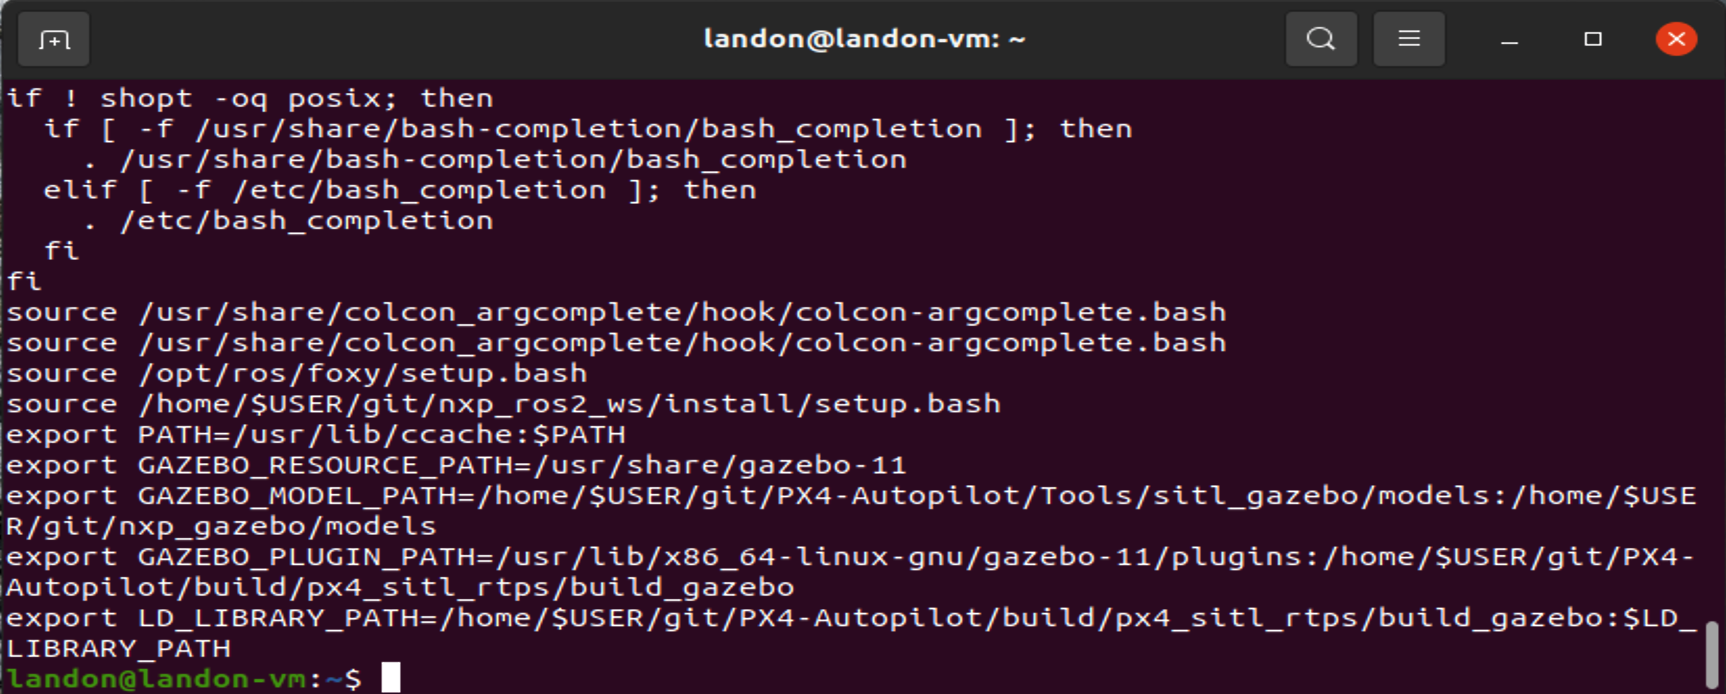 landon@landon-vm: ~
if ! shopt -oq posix; then
  if [ -f /usr/share/bash-completion/bash_completion ]; then
    . /usr/share/bash-completion/bash_completion
  elif [ -f /etc/bash_completion ]; then
    . /etc/bash_completion
  fi
fi
source /usr/share/colcon_argcomplete/hook/colcon-argcomplete.bash
source /usr/share/colcon_argcomplete/hook/colcon-argcomplete.bash
source /opt/ros/foxy/setup.bash
source /home/$USER/git/nxp_ros2_ws/install/setup.bash
export PATH=/usr/lib/ccache:$PATH
export GAZEBO_RESOURCE_PATH=/usr/share/gazebo-11
export GAZEBO_MODEL_PATH=/home/$USER/git/PX4-Autopilot/Tools/sitl_gazebo/models:/home/$USE
R/git/nxp_gazebo/models
export GAZEBO_PLUGIN_PATH=/usr/lib/x86_64-linux-gnu/gazebo-11/plugins:/home/$USER/git/PX4-
Autopilot/build/px4_sitl_rtps/build_gazebo
export LD_LIBRARY_PATH=/home/$USER/git/PX4-Autopilot/build/px4_sitl_rtps/build_gazebo:$LD_
LIBRARY_PATH
landon@landon-vm:~$